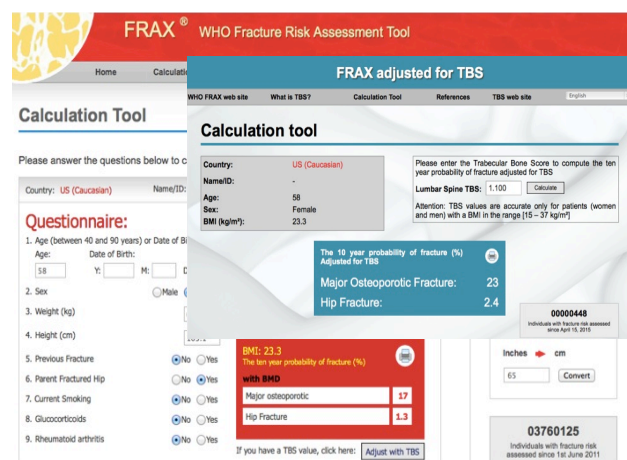 FRAX ® WHO Fracture Risk Assessment Tool
Home
Calculation Tool
Please answer the questions below to c
Country: US (Caucasian) Name/ID:
Questionnaire:
1. Age (between 40 and 90 years) or Date of Bi
Age: Date of Birth:
58 Y: M: D
2. Sex Male
3. Weight (kg)
4. Height (cm)
5. Previous Fracture No Yes
6. Parent Fractured Hip No Yes
7. Current Smoking No Yes
8. Glucocorticoids No Yes
9. Rheumatoid arthritis No Yes
FRAX adjusted for TBS
WHO FRAX web site What is TBS? Calculation Tool References TBS web site English
Calculation tool
Country: US (Caucasian)
Name/ID: -
Age: 58
Sex: Female
BMI (kg/m²): 23.3
Please enter the Trabecular Bone Score to compute the ten
year probability of fracture adjusted for TBS
Lumbar Spine TBS: 1.100 Calculate
Attention: TBS values are accurate only for patients (women
and men) with a BMI in the range [15 – 37 kg/m²]
The 10 year probability of fracture (%)
Adjusted for TBS
Major Osteoporotic Fracture: 23
Hip Fracture: 2.4
00000448
Individuals with fracture risk assessed
since April 15, 2015
BMI: 23.3
The ten year probability of fracture (%)
with BMD
Major osteoporotic 17
Hip Fracture 1.3
If you have a TBS value, click here: Adjust with TBS
Inches cm
65 Convert
03760125
Individuals with fracture risk
assessed since 1st June 2011